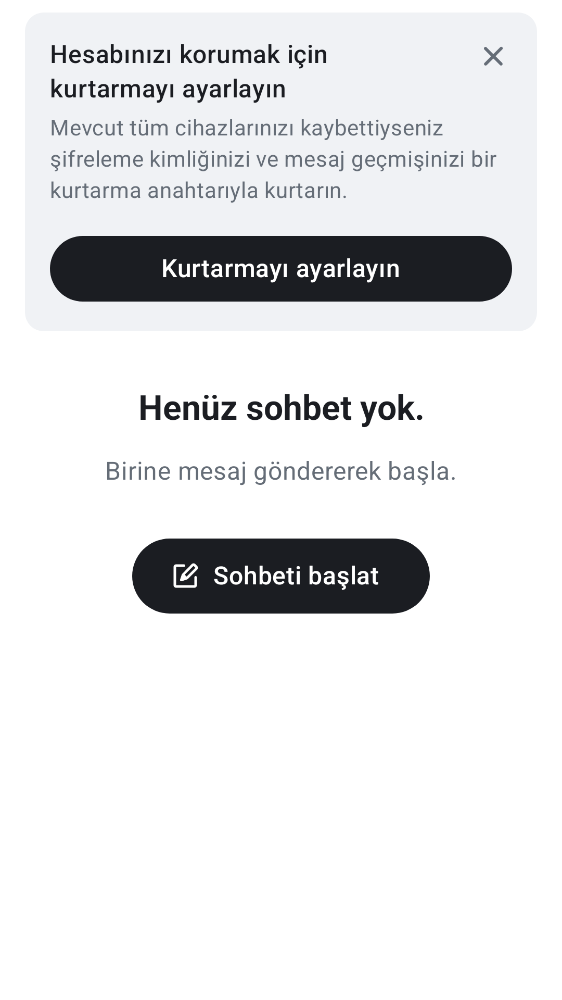 Hesabınızı korumak için
kurtarmayı ayarlayın
Mevcut tüm cihazlarınızı kaybettiyseniz
şifreleme kimliğinizi ve mesaj geçmişinizi bir
kurtarma anahtarıyla kurtarın.
Kurtarmayı ayarlayın
Henüz sohbet yok.
Birine mesaj göndererek başla.
Sohbeti başlat